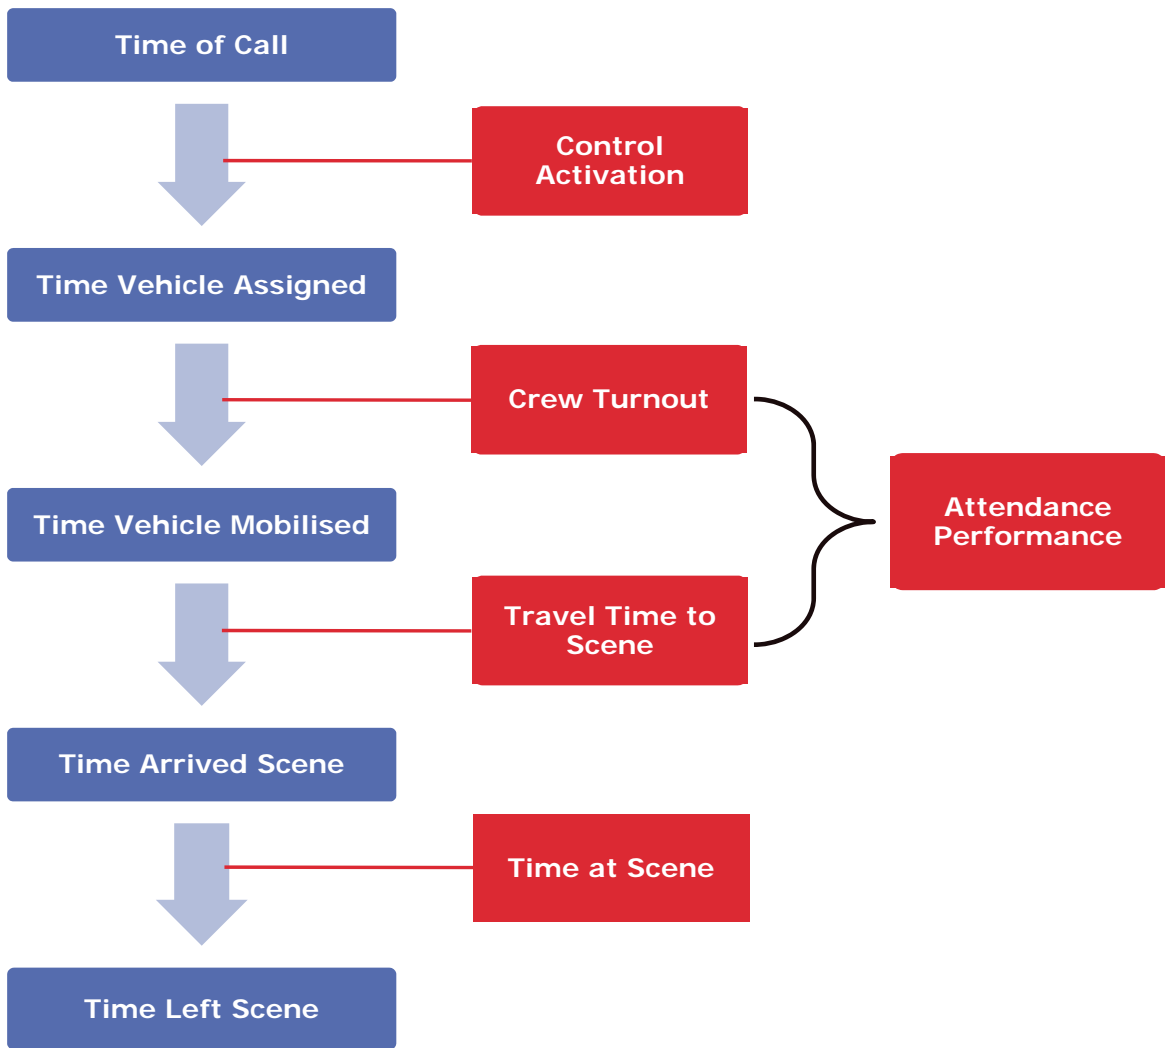 Time of Call
Control
Activation
Time Vehicle Assigned
Crew Turnout
Time Vehicle Mobilised
Attendance
Performance
Travel Time to
Scene
Time Arrived Scene
Time at Scene
Time Left Scene